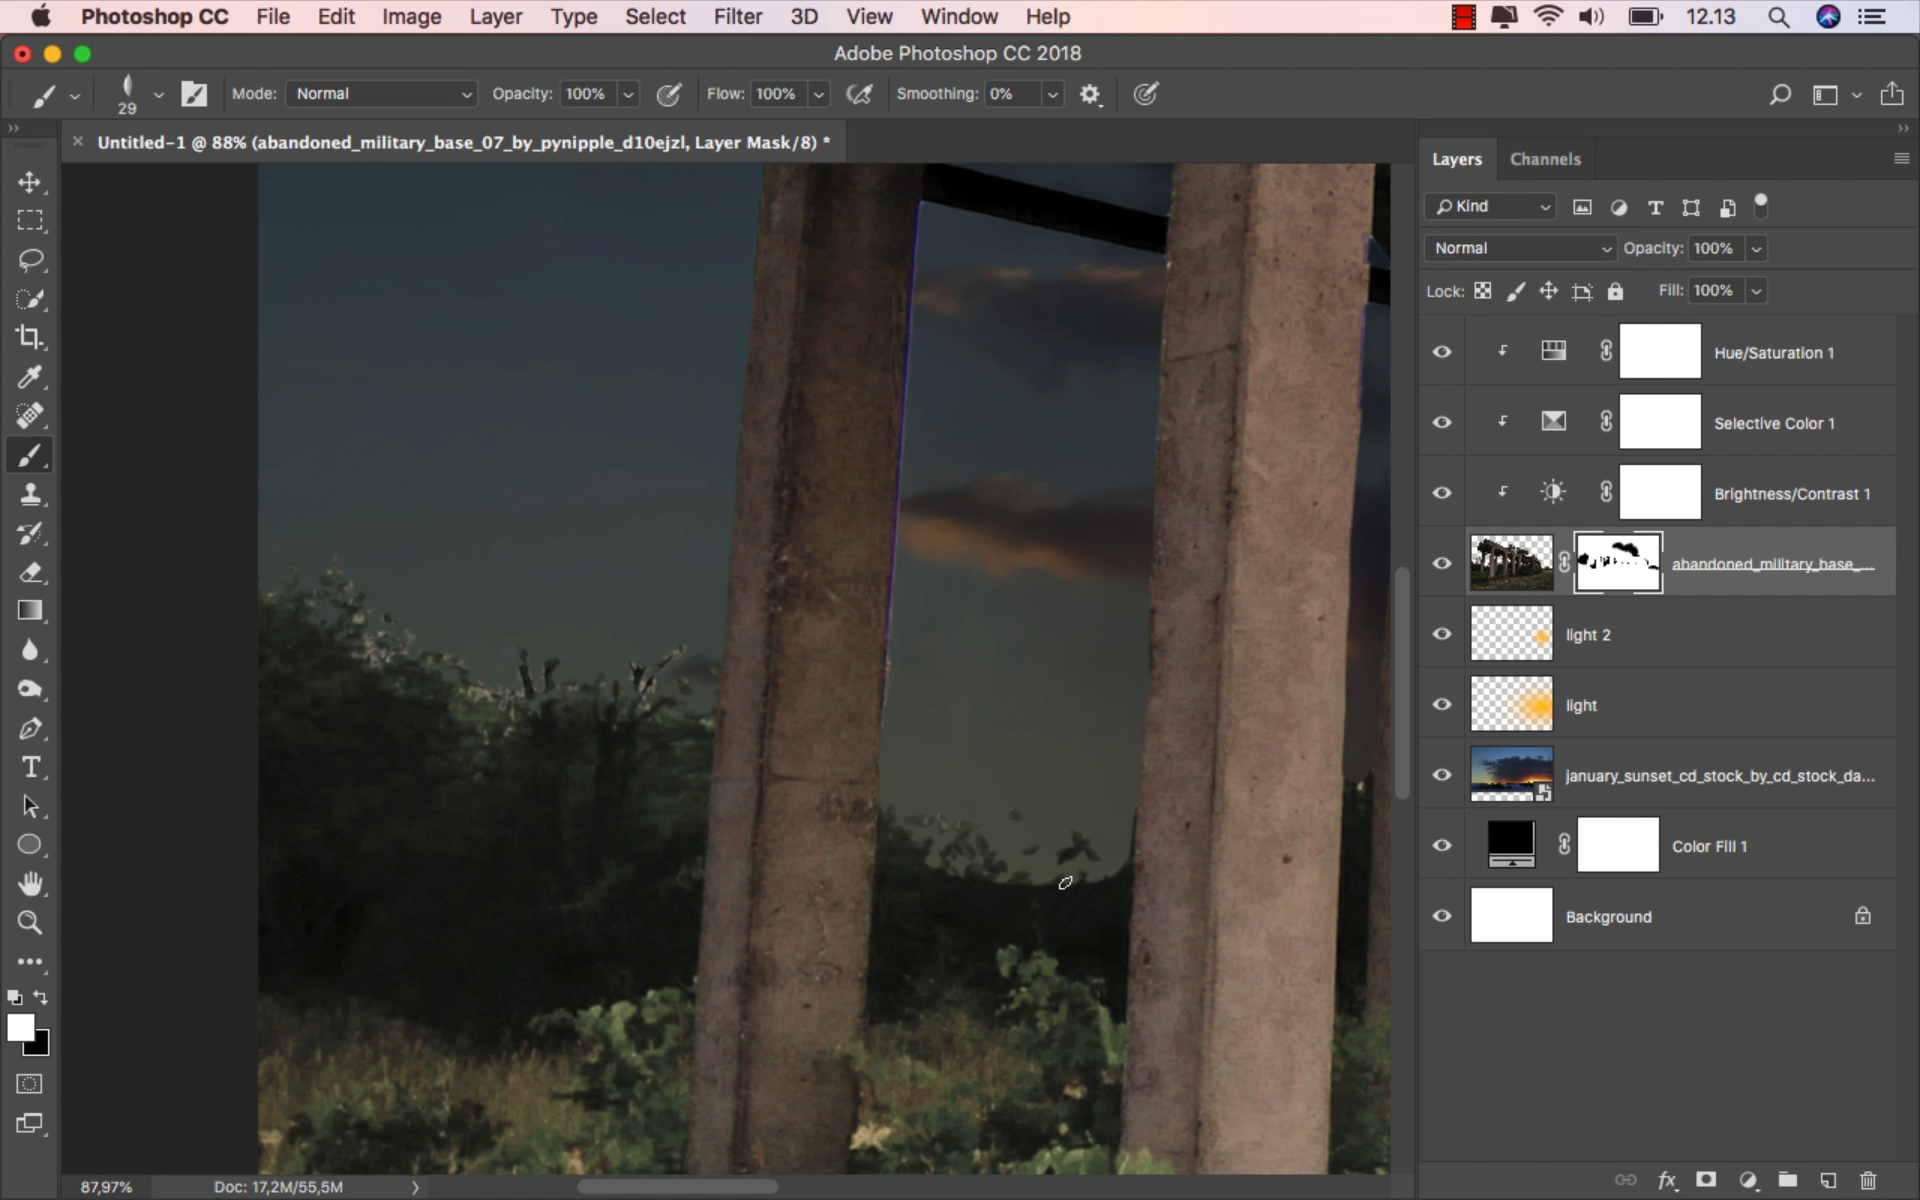 Photoshop CC File Edit Image Layer Type Select Filter 3D View Window Help 12.13
Adobe Photoshop CC 2018
29 Mode: Normal Opacity: 100% Flow: 100% Smoothing: 0%
Untitled-1 @ 88% (abandoned_military_base_07_by_pynipple_d10ejzl, Layer Mask/8) *
Layers Channels
Kind
Normal Opacity: 100%
Lock: Fill: 100%
Hue/Saturation 1
Selective Color 1
Brightness/Contrast 1
abandoned_military_base_...
light 2
light
january_sunset_cd_stock_by_cd_stock_da...
Color Fill 1
Background
87,97% Doc: 17,2M/55,5M